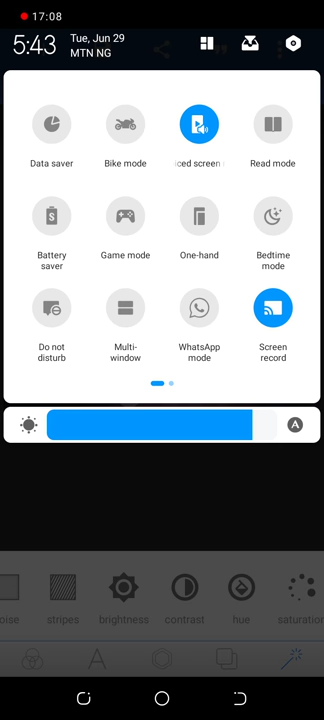 17:08
5:43
Tue, Jun 29
MTN NG
Data saver
Bike mode
iced screen
Read mode
Battery
saver
Game mode
One-hand
Bedtime
mode
Do not
disturb
Multi-
window
WhatsApp
mode
Screen
record
A
oise
stripes
brightness
contrast
hue
saturation